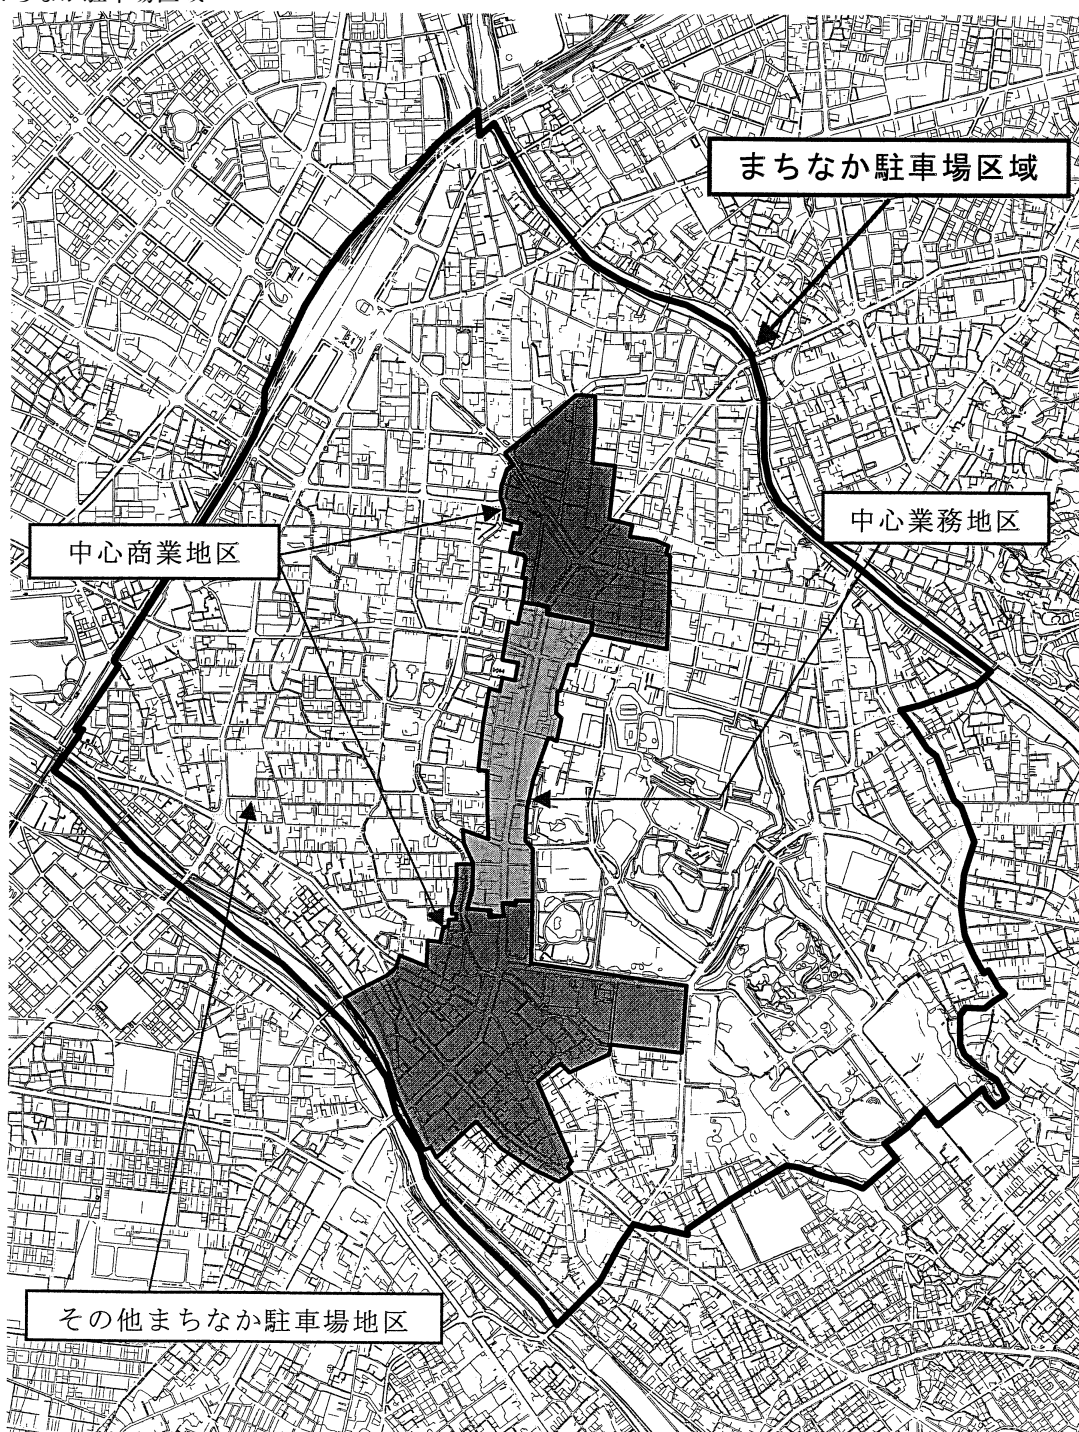 まちなか駐車場区域
中心業務地区
中心商業地区
その他まちなか駐車場地区